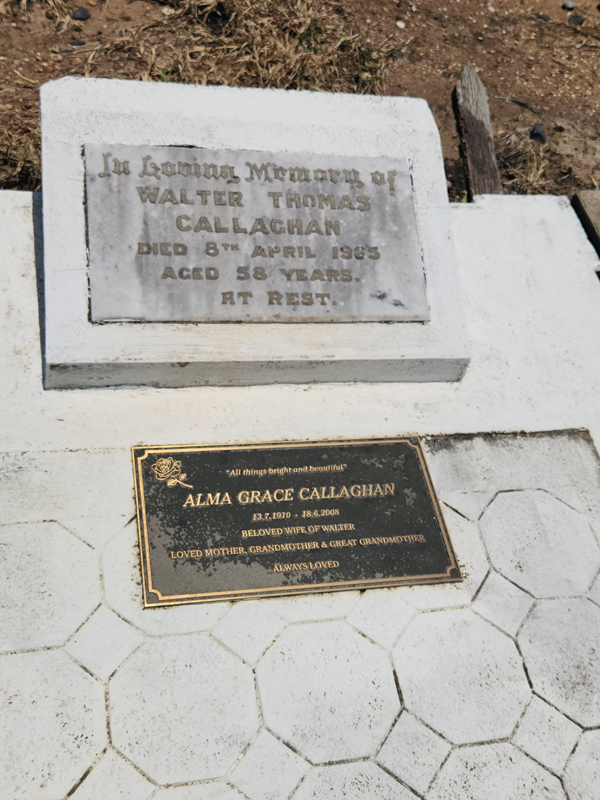 In Loving Memory of
WALTER THOMAS
CALLAGHAN
DIED 8TH APRIL 1965
AGED 58 YEARS.
AT REST.
"All things bright and beautiful"
ALMA GRACE CALLAGHAN
13.7.1910 - 18.6.2008
BELOVED WIFE OF WALTER
LOVED MOTHER, GRANDMOTHER & GREAT GRANDMOTHER
ALWAYS LOVED